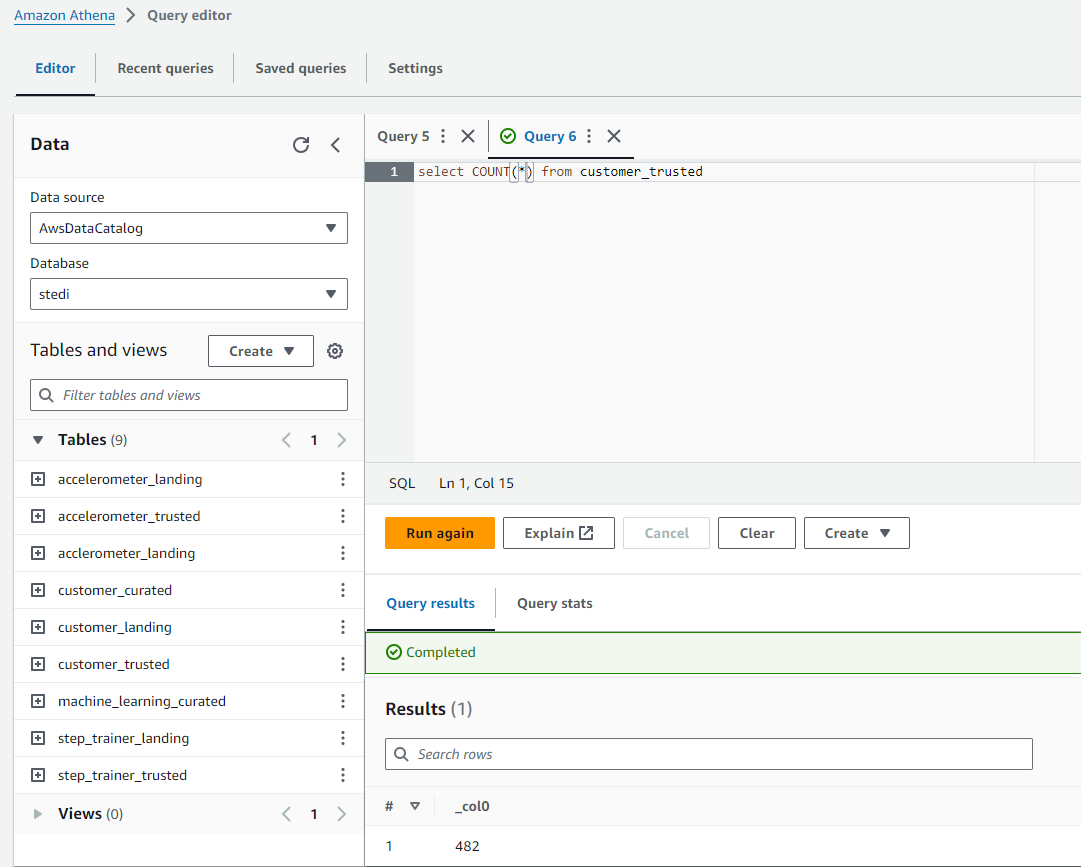 Amazon Athena > Query editor
Editor Recent queries Saved queries Settings
Data
Data source
AwsDataCatalog
Database
stedi
Tables and views Create
Filter tables and views
Tables (9) < 1 >
accelerometer_landing
accelerometer_trusted
acclerometer_landing
customer_curated
customer_landing
customer_trusted
machine_learning_curated
step_trainer_landing
step_trainer_trusted
Views (0) < 1 >
Query 5 Query 6
1 select COUNT(*) from customer_trusted
SQL Ln 1, Col 15
Run again Explain Cancel Clear Create
Query results Query stats
Completed
Results (1)
Search rows
# _col0
1 482